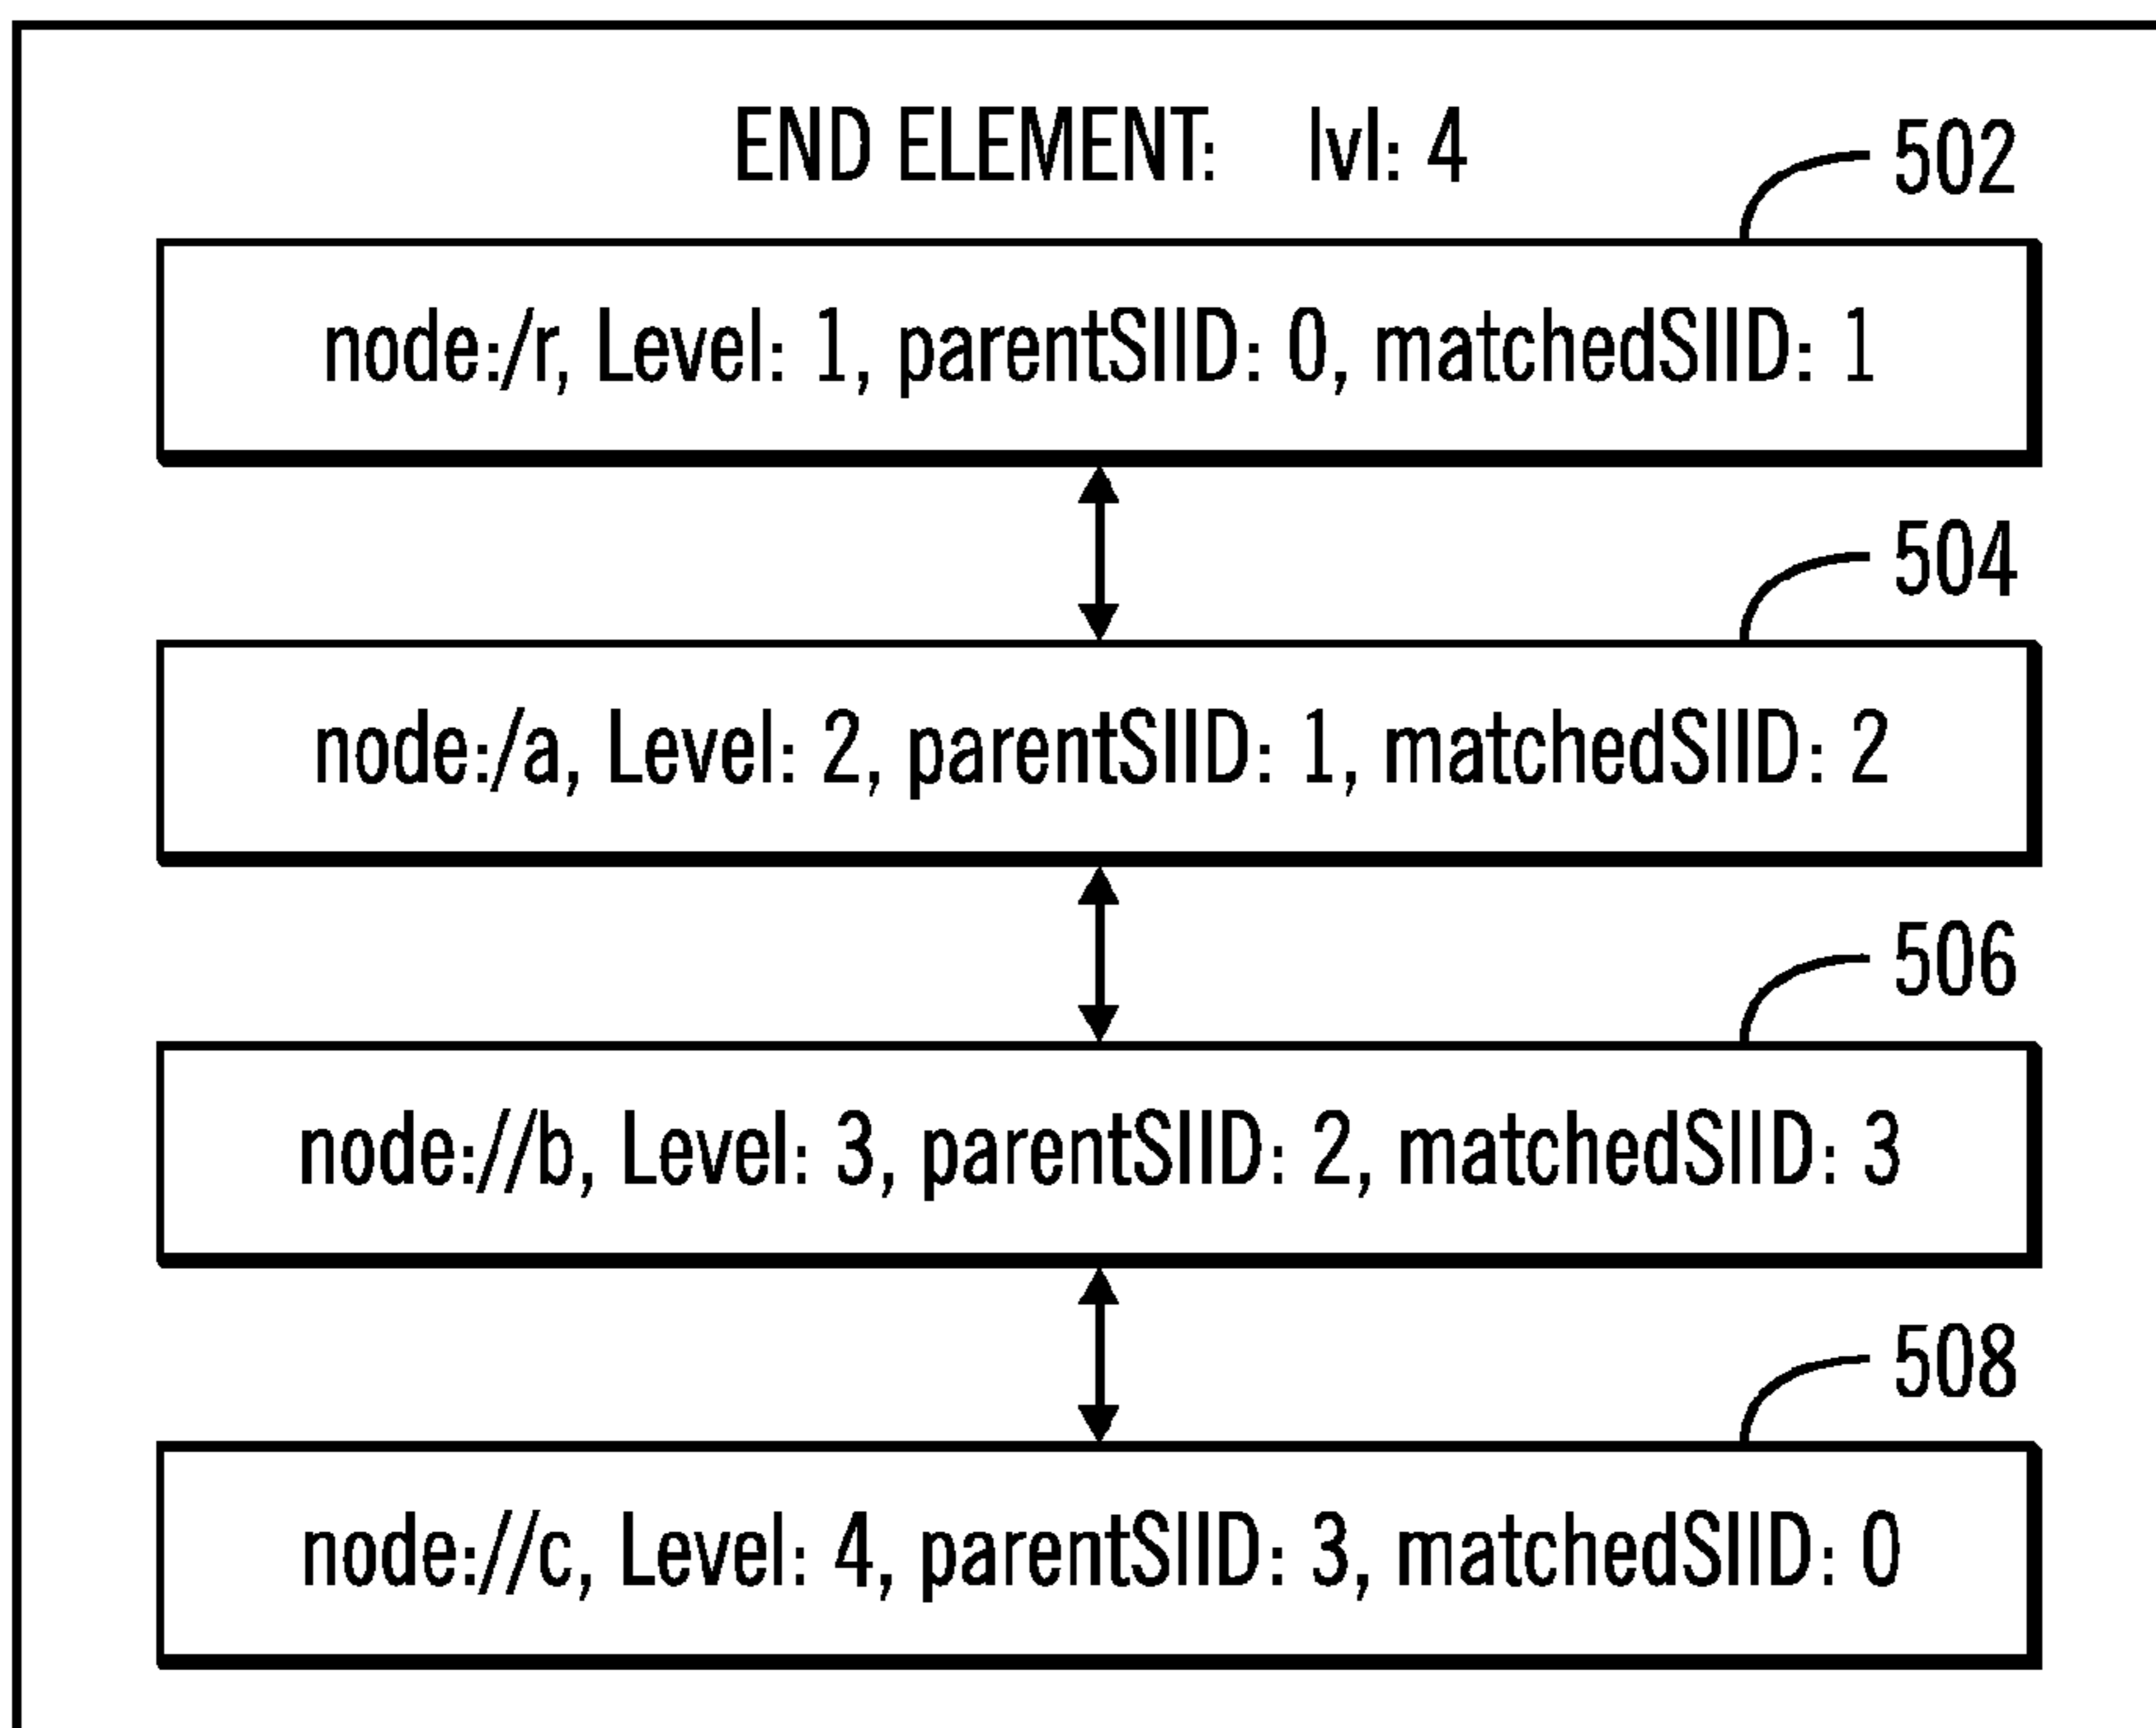 END ELEMENT: lvl: 4
502
node:/r, Level: 1, parentSIID: 0, matchedSIID: 1
504
node:/a, Level: 2, parentSIID: 1, matchedSIID: 2
506
node://b, Level: 3, parentSIID: 2, matchedSIID: 3
508
node://c, Level: 4, parentSIID: 3, matchedSIID: 0